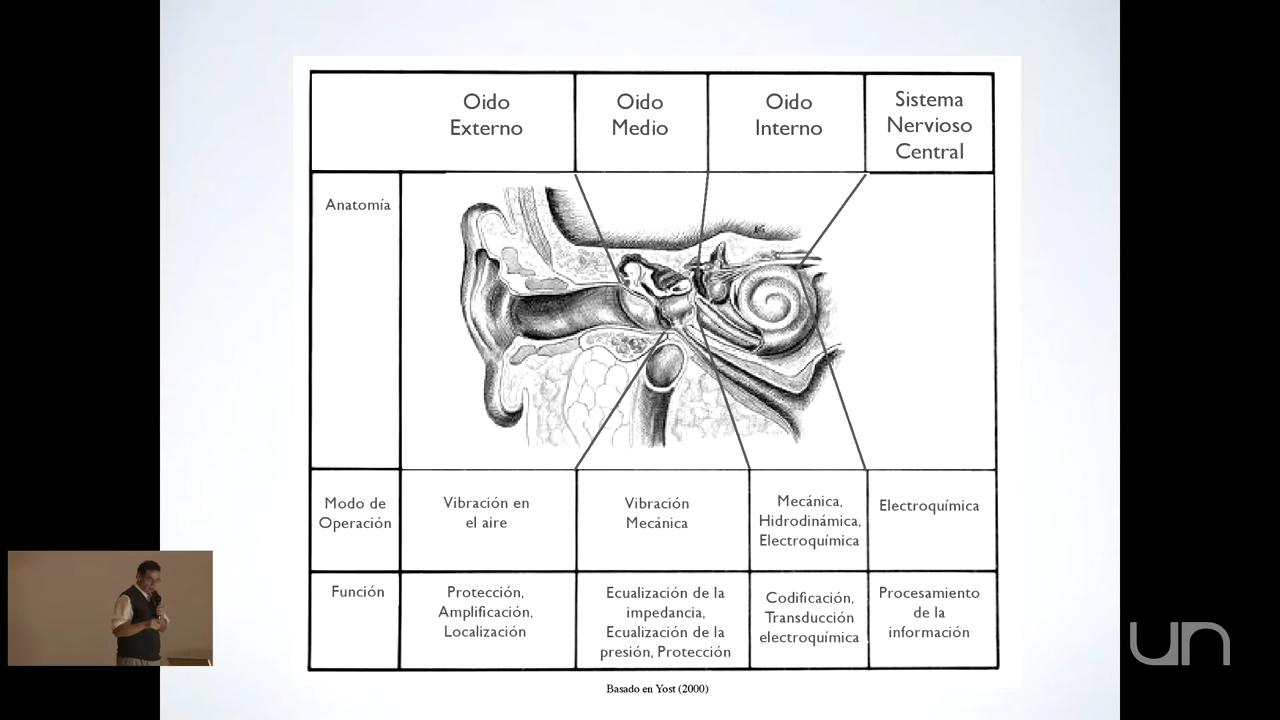 Oido
Externo
Oido
Medio
Oido
Interno
Sistema
Nervioso
Central
Anatomía
Modo de
Operación
Vibración en
el aire
Vibración
Mecánica
Mecánica,
Hidrodinámica,
Electroquímica
Electroquímica
Función
Protección,
Amplificación,
Localización
Ecualización de la
impedancia,
Ecualización de la
presión, Protección
Codificación,
Transducción
electroquímica
Procesamiento
de la
información
Basado en Yost (2000)
un